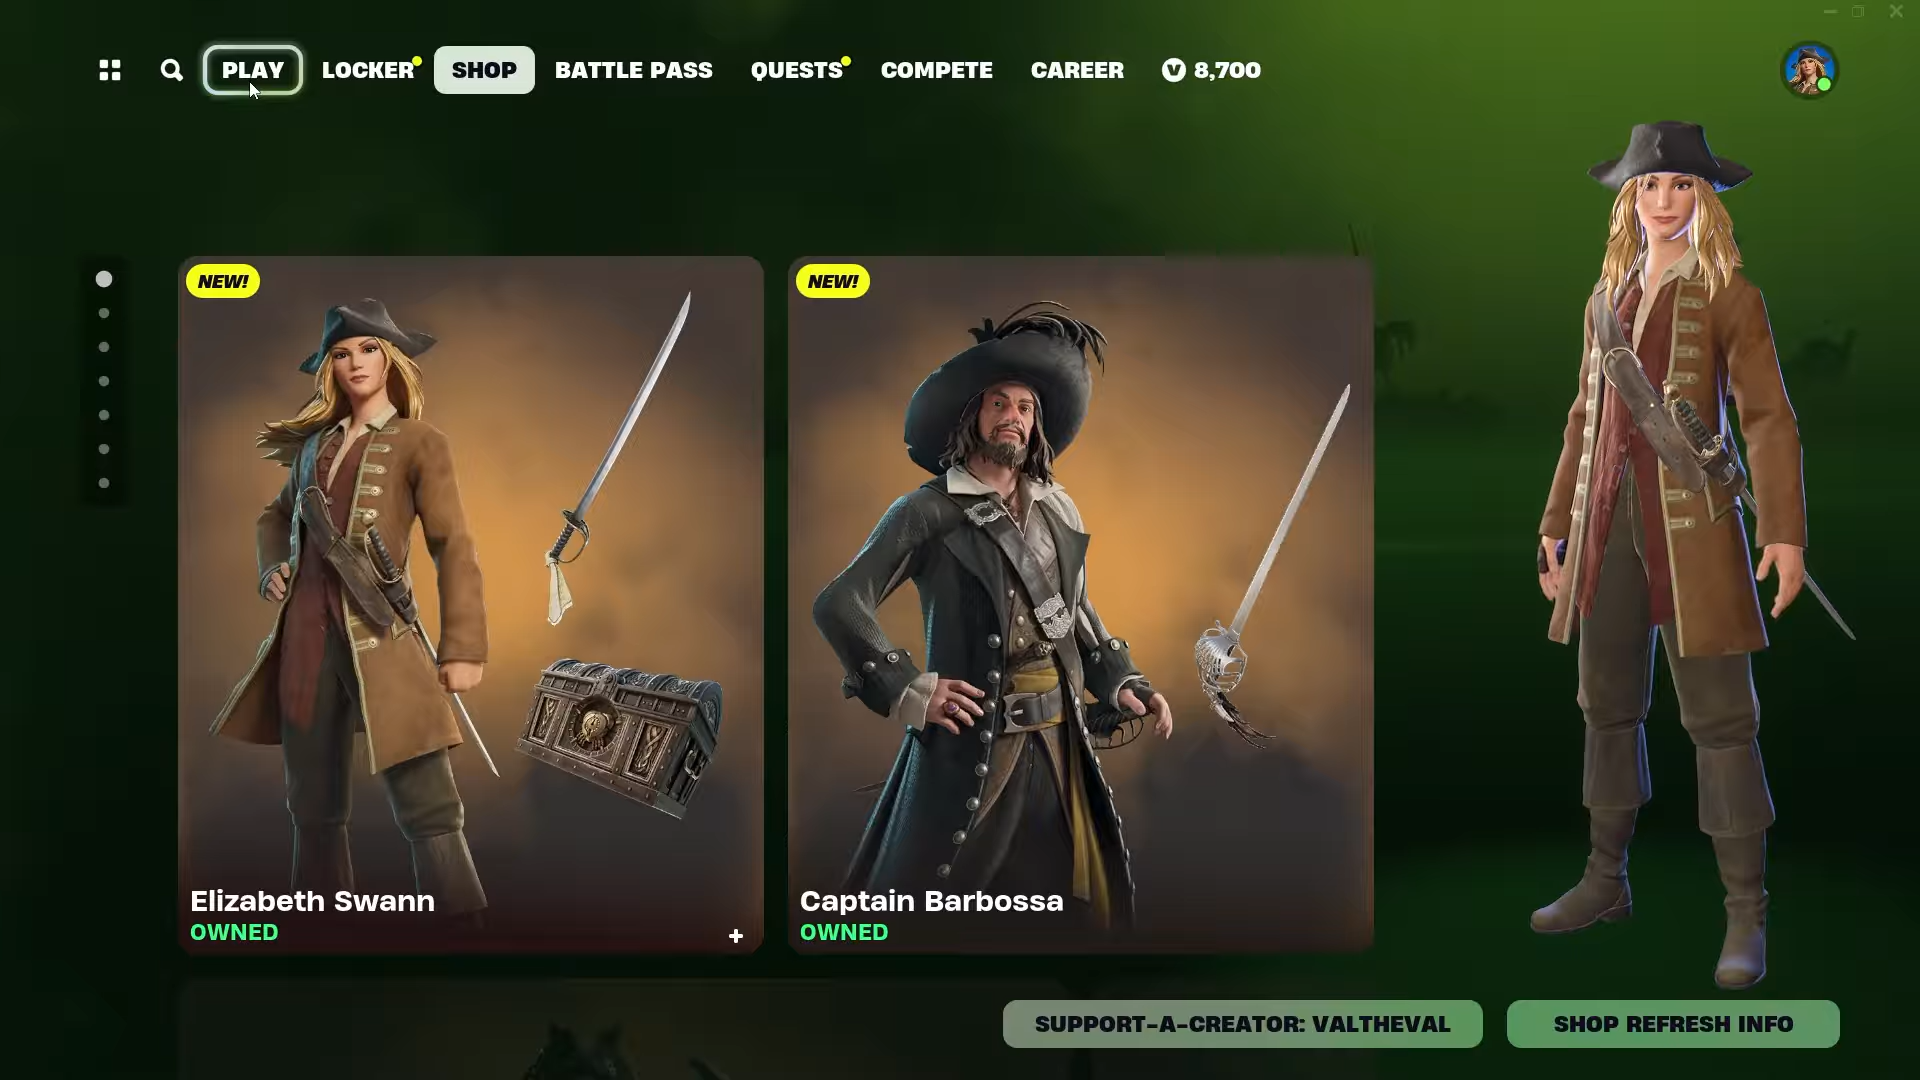 PLAY
LOCKER
SHOP
BATTLE PASS
QUESTS
COMPETE
CAREER
8,700
NEW!
NEW!
Elizabeth Swann
OWNED
Captain Barbossa
OWNED
SUPPORT-A-CREATOR: VALTHEVAL
SHOP REFRESH INFO